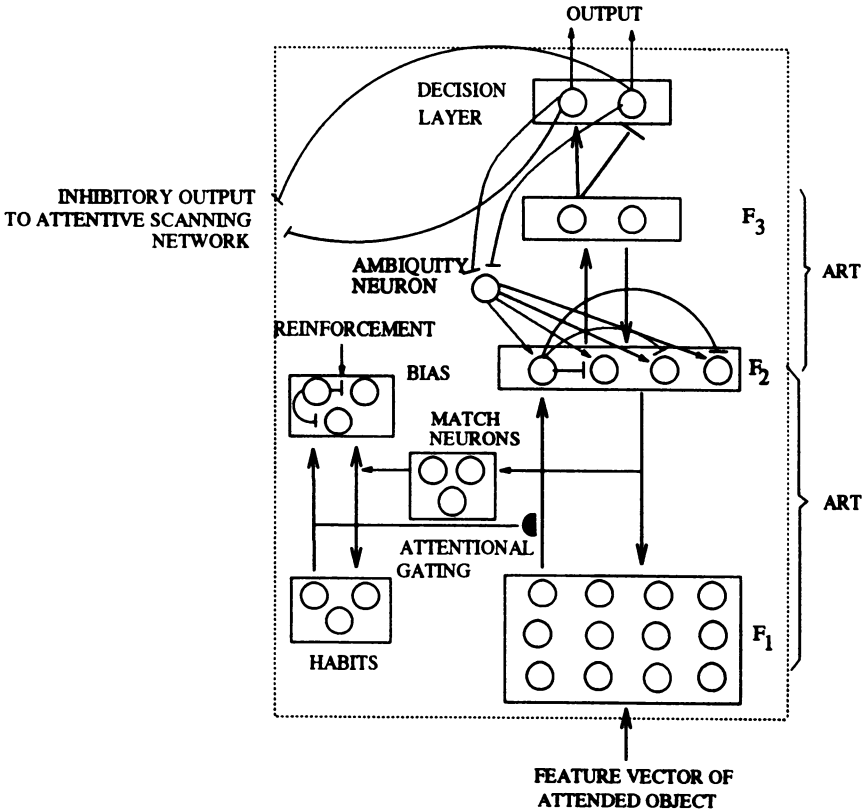 OUTPUT
DECISION
LAYER
INHIBITORY OUTPUT
TO ATTENTIVE SCANNING
NETWORK
F3
ART
AMBIQUITY
NEURON
REINFORCEMENT
BIAS
F2
MATCH
NEURONS
ART
ATTENTIONAL
GATING
HABITS
F1
FEATURE VECTOR OF
ATTENDED OBJECT